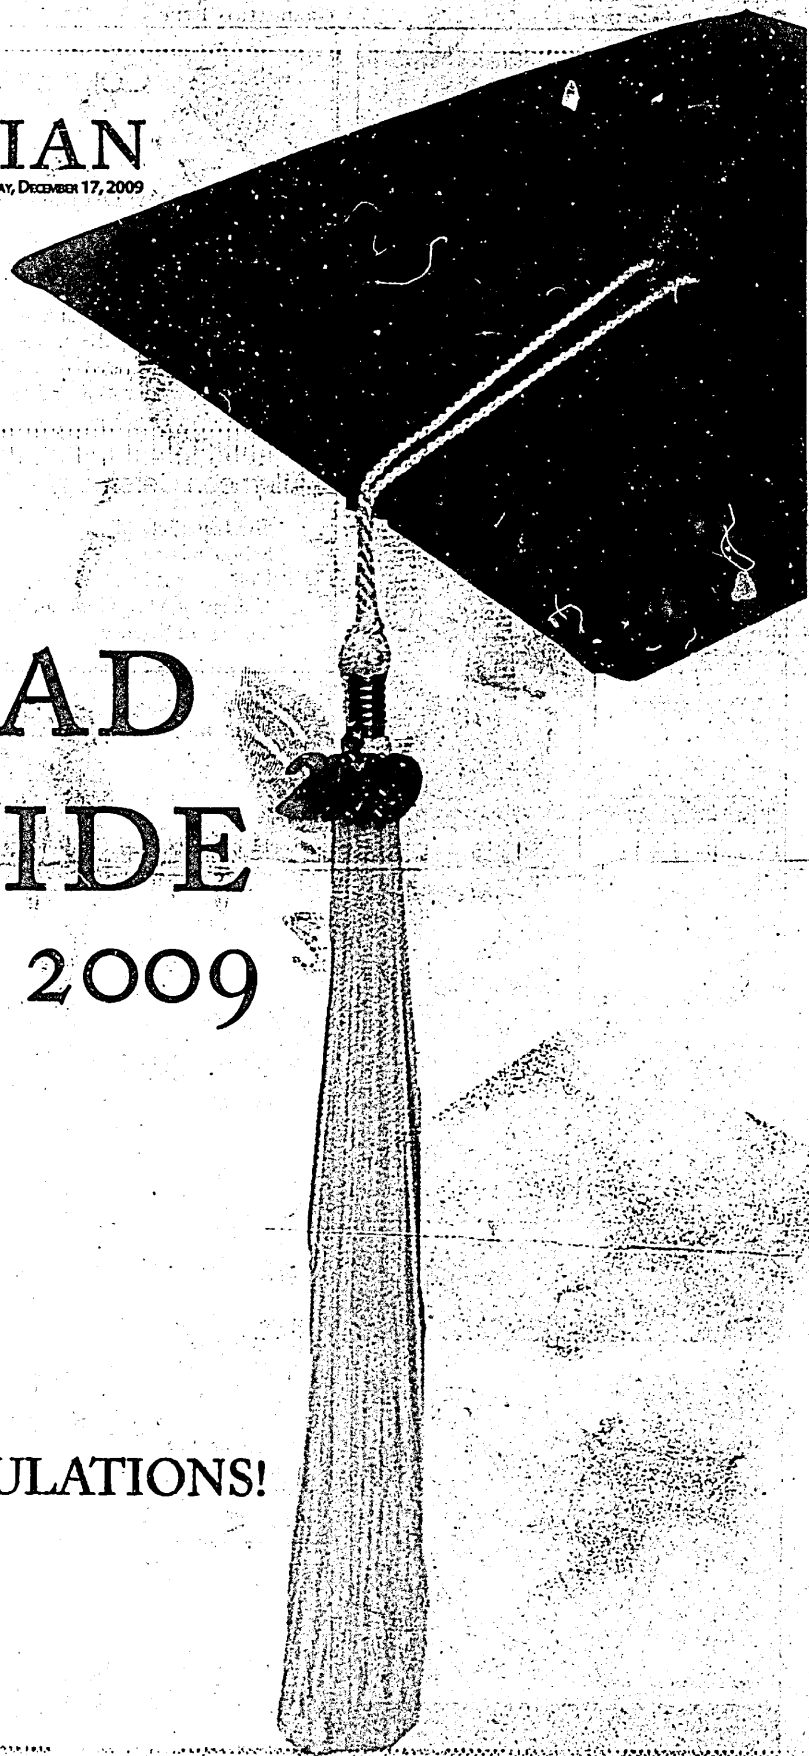 IAN
AY, DECEMBER 17, 2009
AD
IDE
2009
ULATIONS!